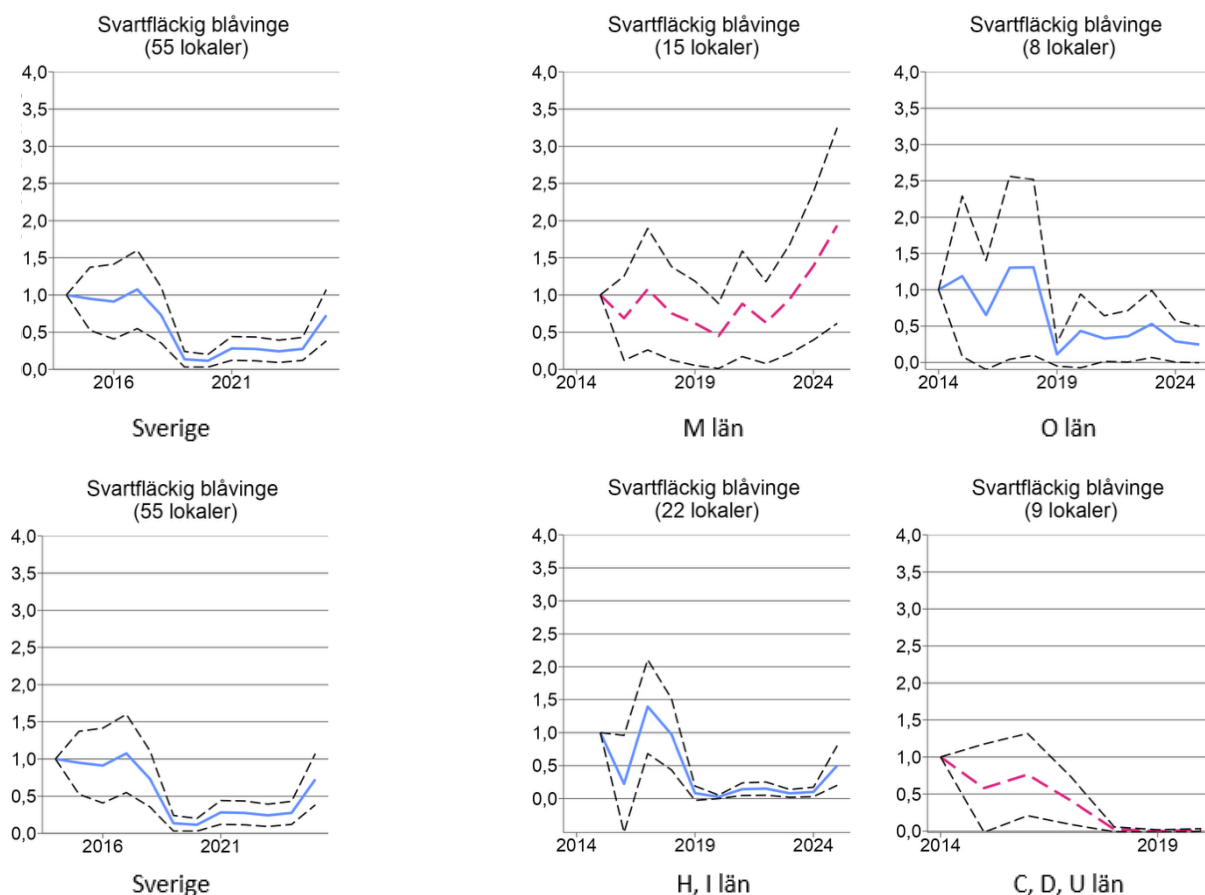 Svartfläckig blåvinge
(55 lokaler)
4,0
3,5
3,0
2,5
2,0
1,5
1,0
0,5
0,0
2016 2021
Sverige
Svartfläckig blåvinge
(15 lokaler)
4,0
3,5
3,0
2,5
2,0
1,5
1,0
0,5
0,0
2014 2019 2024
M län
Svartfläckig blåvinge
(8 lokaler)
4,0
3,5
3,0
2,5
2,0
1,5
1,0
0,5
0,0
2014 2019 2024
O län
Svartfläckig blåvinge
(55 lokaler)
4,0
3,5
3,0
2,5
2,0
1,5
1,0
0,5
0,0
2016 2021
Sverige
Svartfläckig blåvinge
(22 lokaler)
4,0
3,5
3,0
2,5
2,0
1,5
1,0
0,5
0,0
2014 2019 2024
H, I län
Svartfläckig blåvinge
(9 lokaler)
4,0
3,5
3,0
2,5
2,0
1,5
1,0
0,5
0,0
2014 2019
C, D, U län